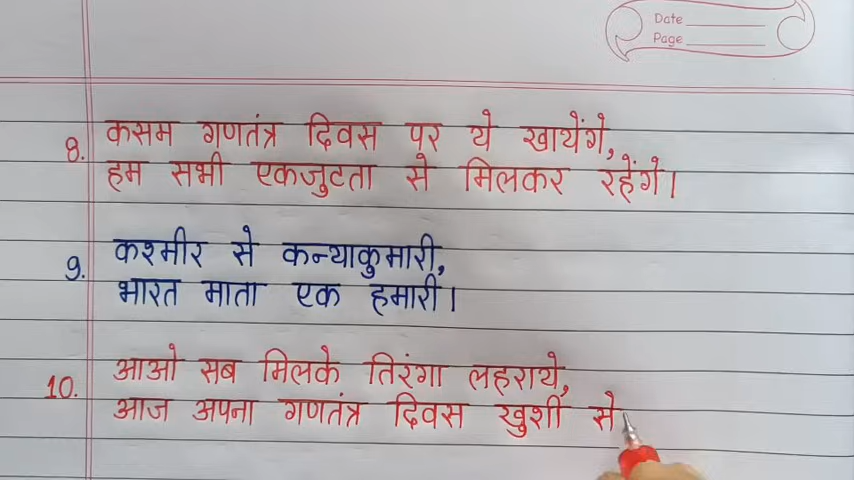 Date
Page
8. कसम गणतंत्र दिवस पर ये खायेंगे,
हम सभी एकजुटता से मिलकर रहेंगे।
9. कश्मीर से कन्याकुमारी,
भारत माता एक हमारी।
10. आओ सब मिलके तिरंगा लहराये,
आज अपना गणतंत्र दिवस खुशी से